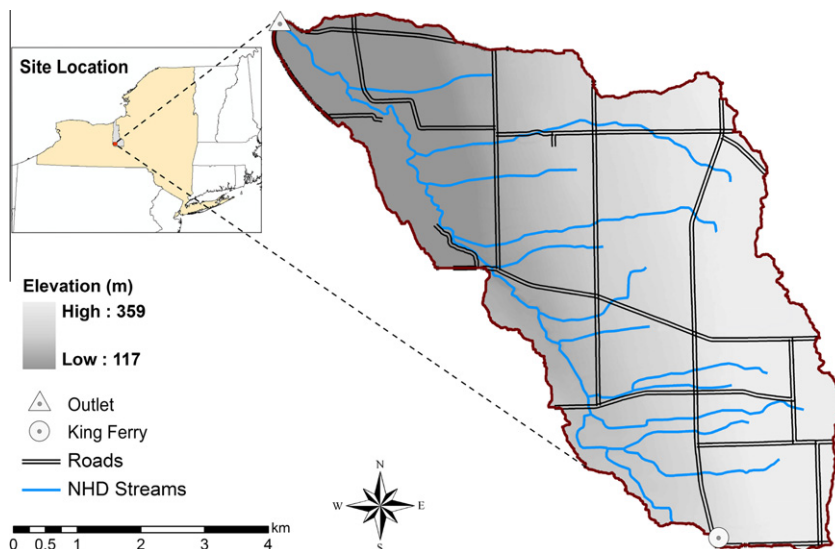 Site Location
Elevation (m)
High : 359
Low : 117
Outlet
King Ferry
Roads
NHD Streams
N
W E
S
km
0 0.5 1 2 3 4